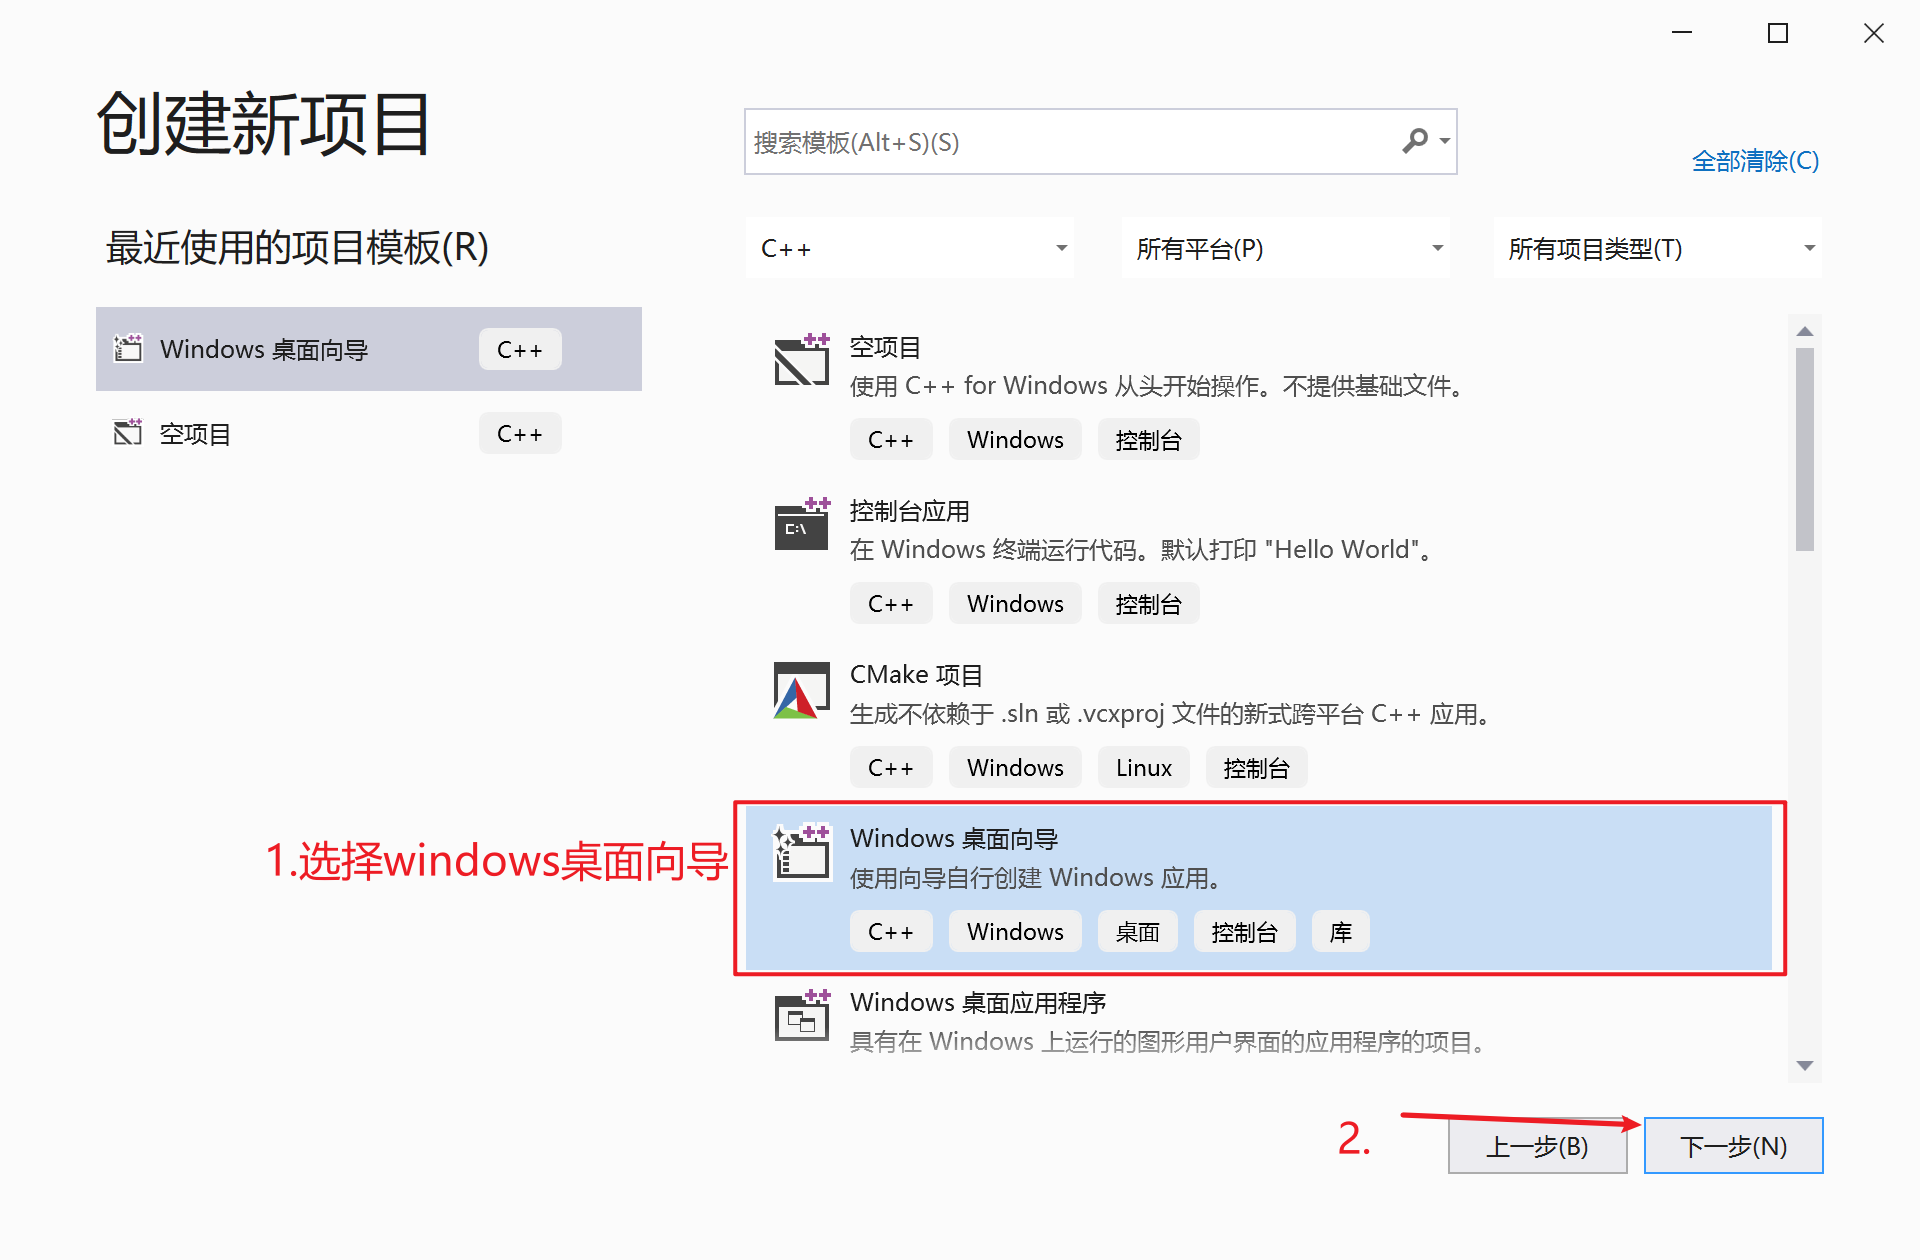 创建新项目
搜索模板(Alt+S)(S)
全部清除(C)
最近使用的项目模板(R)
C++
所有平台(P)
所有项目类型(T)
Windows 桌面向导
C++
空项目
C++
空项目
使用 C++ for Windows 从头开始操作。不提供基础文件。
C++ Windows 控制台
C:\
控制台应用
在 Windows 终端运行代码。默认打印 "Hello World"。
C++ Windows 控制台
CMake 项目
生成不依赖于 .sln 或 .vcxproj 文件的新式跨平台 C++ 应用。
C++ Windows Linux 控制台
1.选择windows桌面向导
Windows 桌面向导
使用向导自行创建 Windows 应用。
C++ Windows 桌面 控制台 库
Windows 桌面应用程序
具有在 Windows 上运行的图形用户界面的应用程序的项目。
2.
上一步(B)
下一步(N)